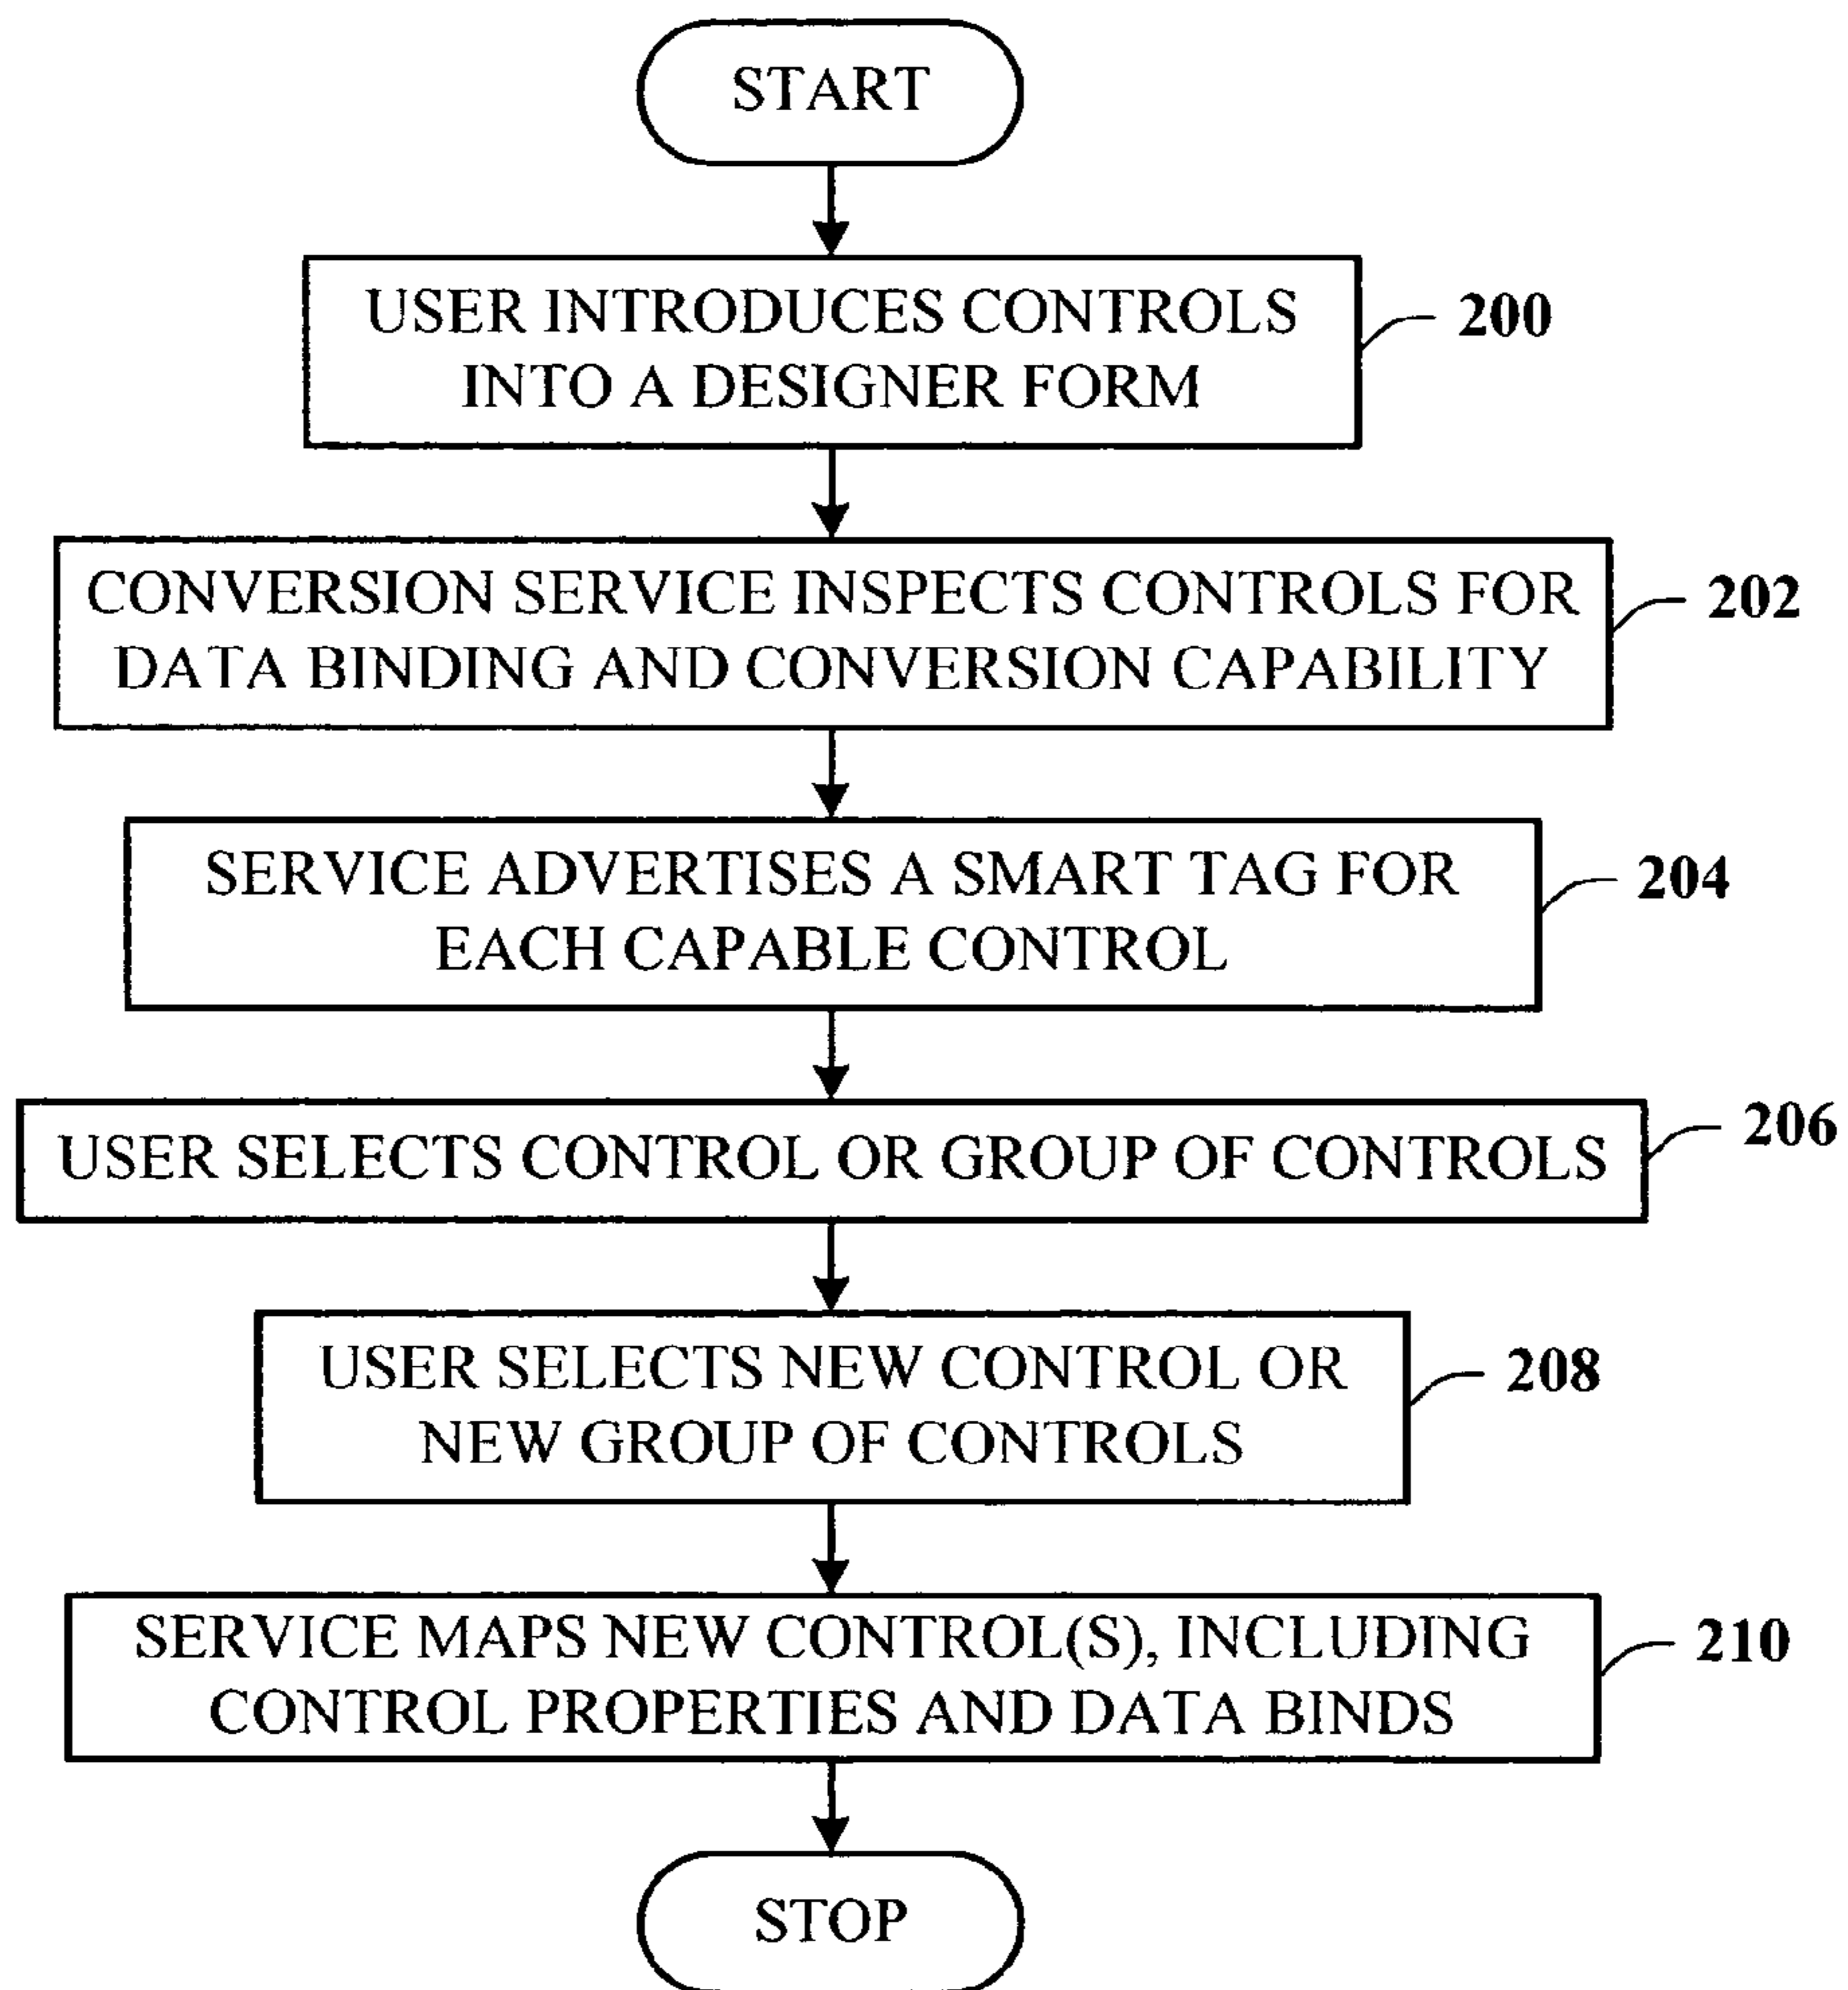 START
USER INTRODUCES CONTROLS
INTO A DESIGNER FORM
200
CONVERSION SERVICE INSPECTS CONTROLS FOR
DATA BINDING AND CONVERSION CAPABILITY
202
SERVICE ADVERTISES A SMART TAG FOR
EACH CAPABLE CONTROL
204
USER SELECTS CONTROL OR GROUP OF CONTROLS
206
USER SELECTS NEW CONTROL OR
NEW GROUP OF CONTROLS
208
SERVICE MAPS NEW CONTROL(S), INCLUDING
CONTROL PROPERTIES AND DATA BINDS
210
STOP